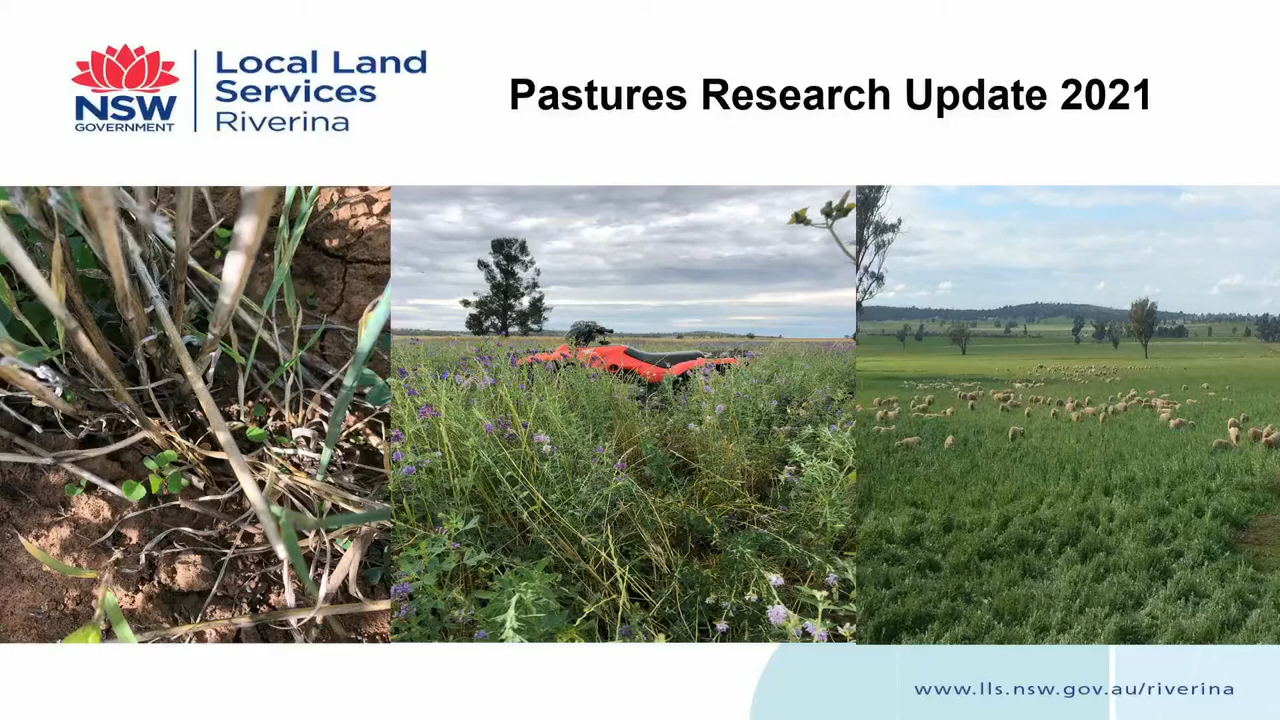 NSW
GOVERNMENT
Local Land
Services
Riverina
Pastures Research Update 2021
www.lls.nsw.gov.au/riverina